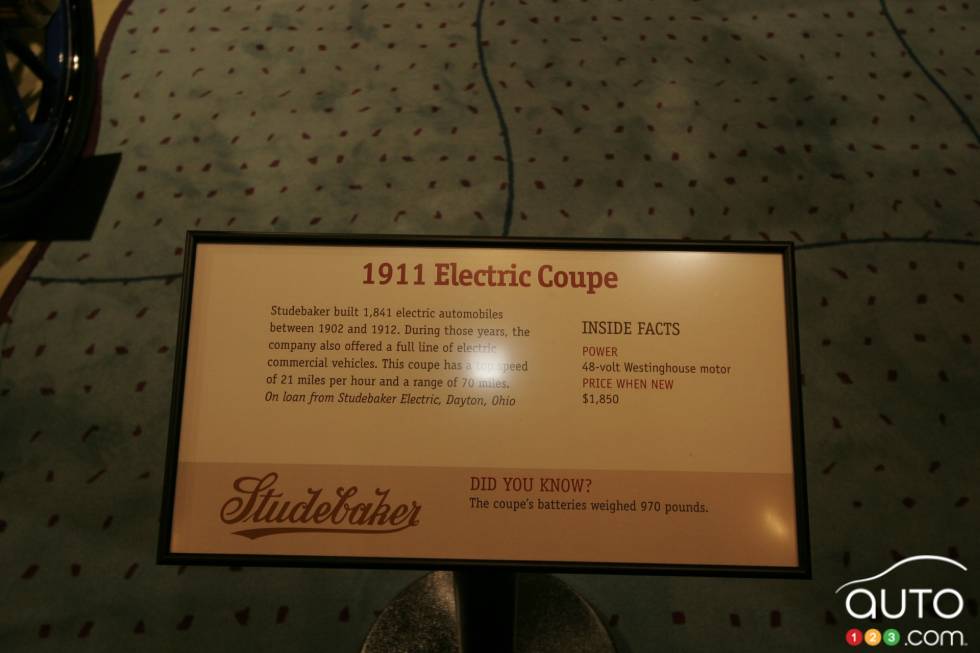 1911 Electric Coupe
Studebaker built 1,841 electric automobiles
between 1902 and 1912. During those years, the
company also offered a full line of electric
commercial vehicles. This coupe has a top speed
of 21 miles per hour and a range of 70 miles.
On loan from Studebaker Electric, Dayton, Ohio
INSIDE FACTS
POWER
48-volt Westinghouse motor
PRICE WHEN NEW
$1,850
Studebaker
DID YOU KNOW?
The coupe's batteries weighed 970 pounds.
AUTO
123.com